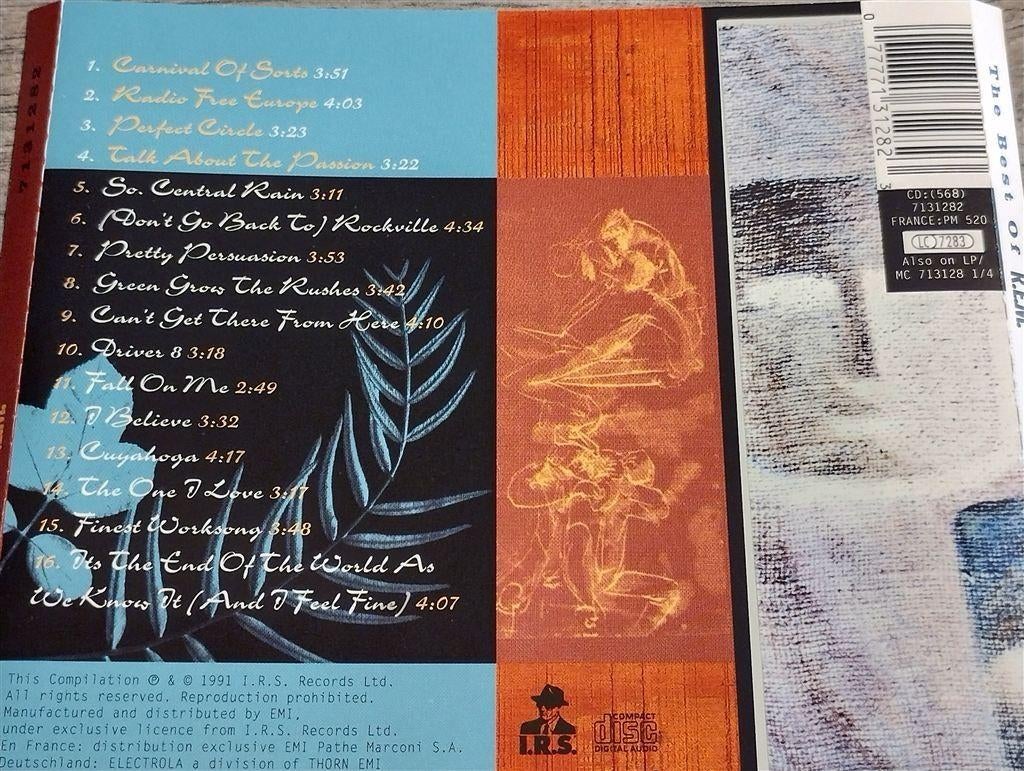 1. Carnival Of Sorts 3:51
2. Radio Free Europe 4:03
3. Perfect Circle 3:23
4. Talk About The Passion 3:22
5. So. Central Rain 3:11
6. (Don't Go Back To) Rockville 4:34
7. Pretty Persuasion 3:53
8. Green Grow The Rushes 3:42
9. Can't Get There From Here 4:10
10. Driver 8 3:18
11. Fall On Me 2:49
12. I Believe 3:32
13. Cuyahoga 4:17
14. The One I Love 3:17
15. Finest Worksong 3:48
16. Its The End Of The World As
We Know It (And I Feel Fine) 4:07
This Compilation ℗ & © 1991 I.R.S. Records Ltd.
All rights reserved. Reproduction prohibited.
Manufactured and distributed by EMI,
under exclusive licence from I.R.S. Records Ltd.
En France: distribution exclusive EMI Pathe Marconi S.A.
Deutschland: ELECTROLA a division of THORN EMI
7131282
I.R.S.
COMPACT
disc
DIGITAL AUDIO
0 77771 31282 3
CD:(568)
7131282
FRANCE:PM 520
LC 7283
Also on LP/
MC 713128 1/4
The Best Of R.E.M.